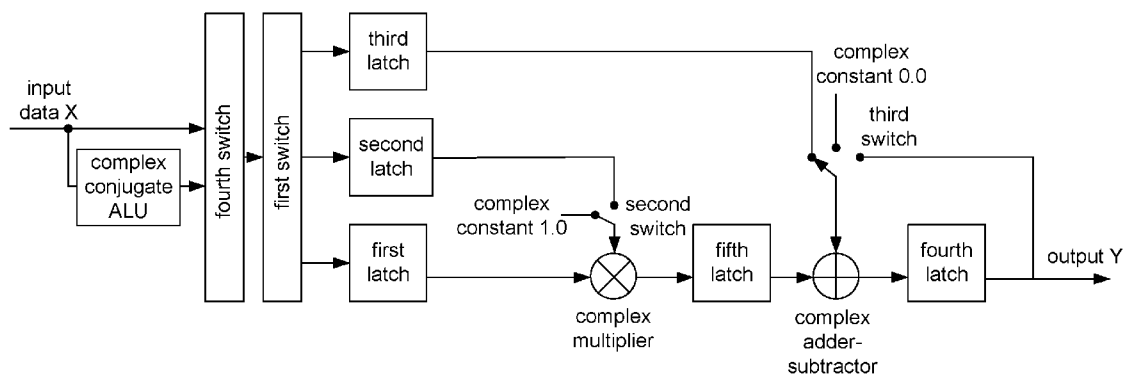 input
data X
complex
conjugate
ALU
fourth switch
first switch
third
latch
second
latch
first
latch
complex
constant 1.0
second
switch
complex
multiplier
fifth
latch
complex
constant 0.0
third
switch
complex
adder-
subtractor
fourth
latch
output Y